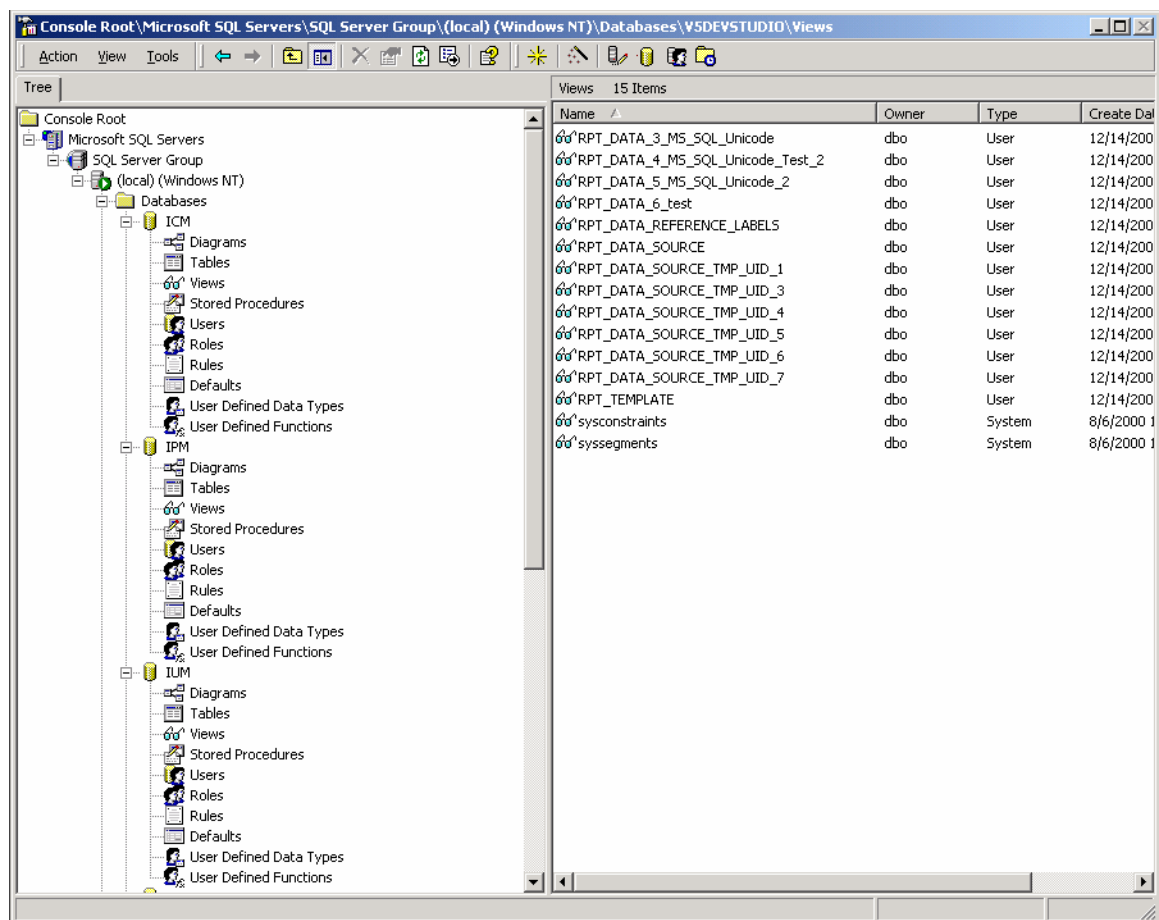 Console Root\Microsoft SQL Servers\SQL Server Group\(local) (Windows NT)\Databases\V5DEVSTUDIO\Views
Action View Tools
Tree
Console Root
Microsoft SQL Servers
SQL Server Group
(local) (Windows NT)
Databases
ICM
Diagrams
Tables
Views
Stored Procedures
Users
Roles
Rules
Defaults
User Defined Data Types
User Defined Functions
IPM
Diagrams
Tables
Views
Stored Procedures
Users
Roles
Rules
Defaults
User Defined Data Types
User Defined Functions
IUM
Diagrams
Tables
Views
Stored Procedures
Users
Roles
Rules
Defaults
User Defined Data Types
User Defined Functions
Views 15 Items
Name Owner Type Create Dat
RPT_DATA_3_MS_SQL_Unicode dbo User 12/14/200
RPT_DATA_4_MS_SQL_Unicode_Test_2 dbo User 12/14/200
RPT_DATA_5_MS_SQL_Unicode_2 dbo User 12/14/200
RPT_DATA_6_test dbo User 12/14/200
RPT_DATA_REFERENCE_LABELS dbo User 12/14/200
RPT_DATA_SOURCE dbo User 12/14/200
RPT_DATA_SOURCE_TMP_UID_1 dbo User 12/14/200
RPT_DATA_SOURCE_TMP_UID_3 dbo User 12/14/200
RPT_DATA_SOURCE_TMP_UID_4 dbo User 12/14/200
RPT_DATA_SOURCE_TMP_UID_5 dbo User 12/14/200
RPT_DATA_SOURCE_TMP_UID_6 dbo User 12/14/200
RPT_DATA_SOURCE_TMP_UID_7 dbo User 12/14/200
RPT_TEMPLATE dbo User 12/14/200
sysconstraints dbo System 8/6/2000 1
syssegments dbo System 8/6/2000 1